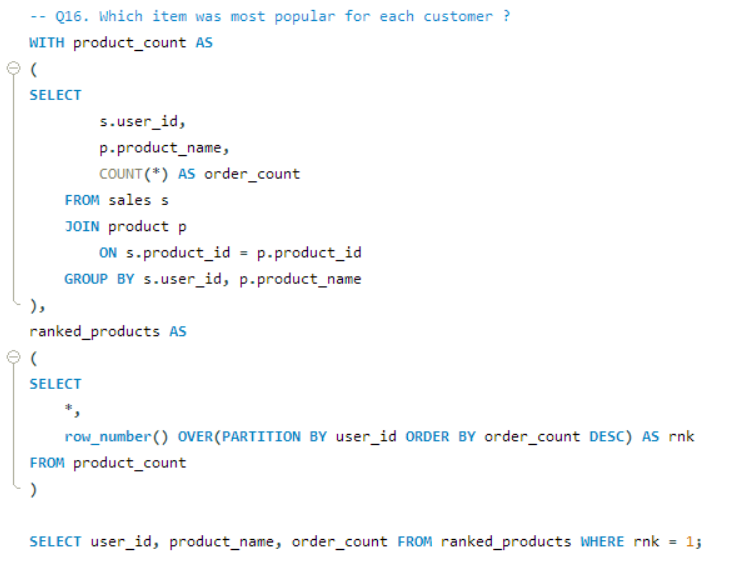 -- Q16. Which item was most popular for each customer ?
WITH product_count AS
(
SELECT
s.user_id,
p.product_name,
COUNT(*) AS order_count
FROM sales s
JOIN product p
ON s.product_id = p.product_id
GROUP BY s.user_id, p.product_name
),
ranked_products AS
(
SELECT
*,
row_number() OVER(PARTITION BY user_id ORDER BY order_count DESC) AS rnk
FROM product_count
)
SELECT user_id, product_name, order_count FROM ranked_products WHERE rnk = 1;